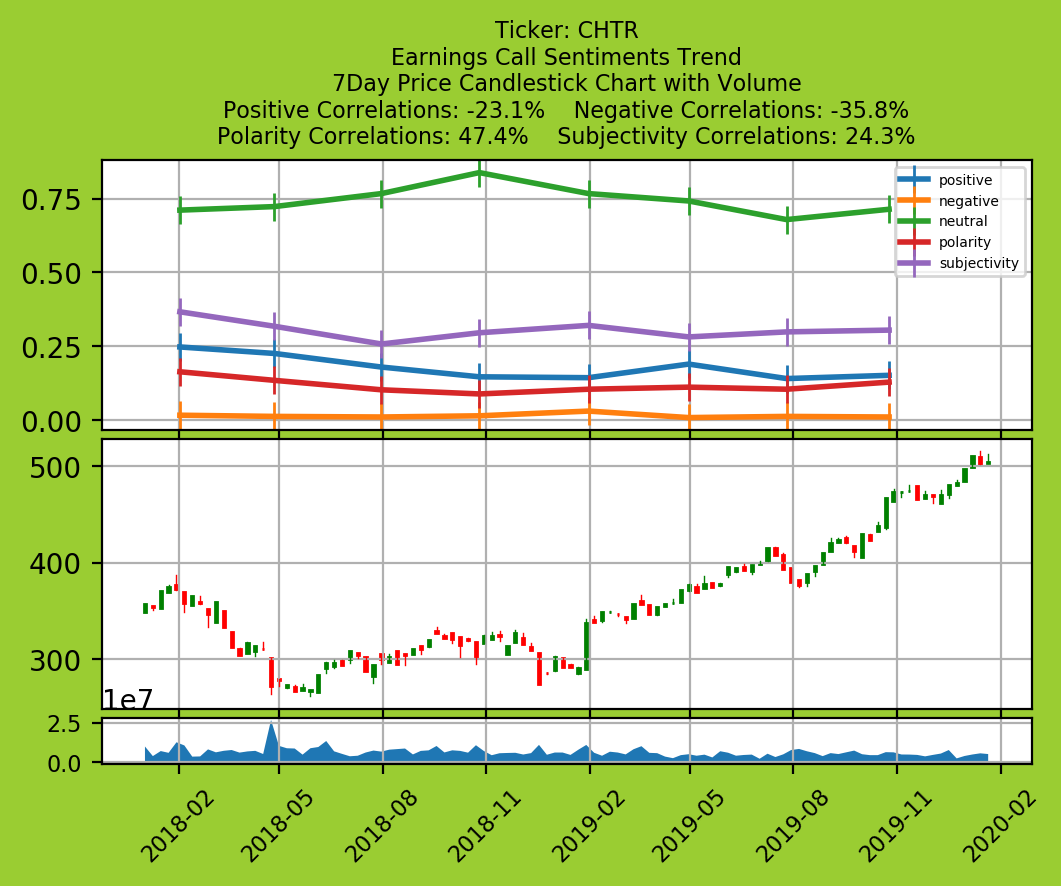 Ticker: CHTR
Earnings Call Sentiments Trend
7Day Price Candlestick Chart with Volume
Positive Correlations: -23.1%    Negative Correlations: -35.8%
Polarity Correlations: 47.4%    Subjectivity Correlations: 24.3%
0.75
0.50
0.25
0.00
positive
negative
neutral
polarity
subjectivity
500
400
300
1e7
2.5
0.0
2018-02
2018-05
2018-08
2018-11
2019-02
2019-05
2019-08
2019-11
2020-02